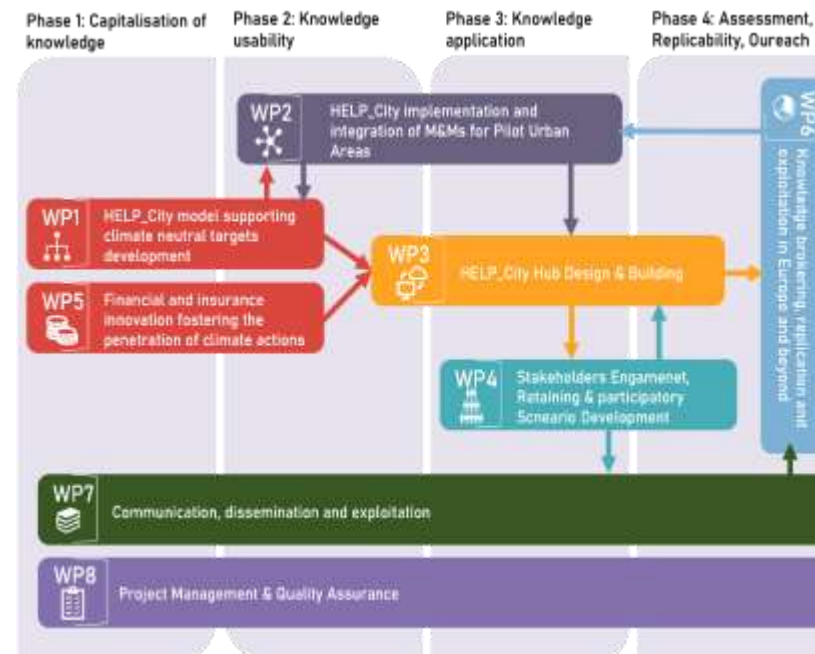 Phase 1: Capitalisation of
knowledge
Phase 2: Knowledge
usability
Phase 3: Knowledge
application
Phase 4: Assessment,
Replicability, Oureach
WP2
HELP_City implementation and
integration of M&Ms for Pilot Urban
Areas
WP6
Knowledge brokering, replication and
exploitation in Europe and beyond
WP1
HELP_City model supporting
climate neutral targets
development
WP3
HELP_City Hub Design & Building
WP5
Financial and insurance
innovation fostering the
penetration of climate actions
WP4
Stakeholders Engamenet,
Retaining & participatory
Scneario Development
WP7
Communication, dissemination and exploitation
WP8
Project Management & Quality Assurance